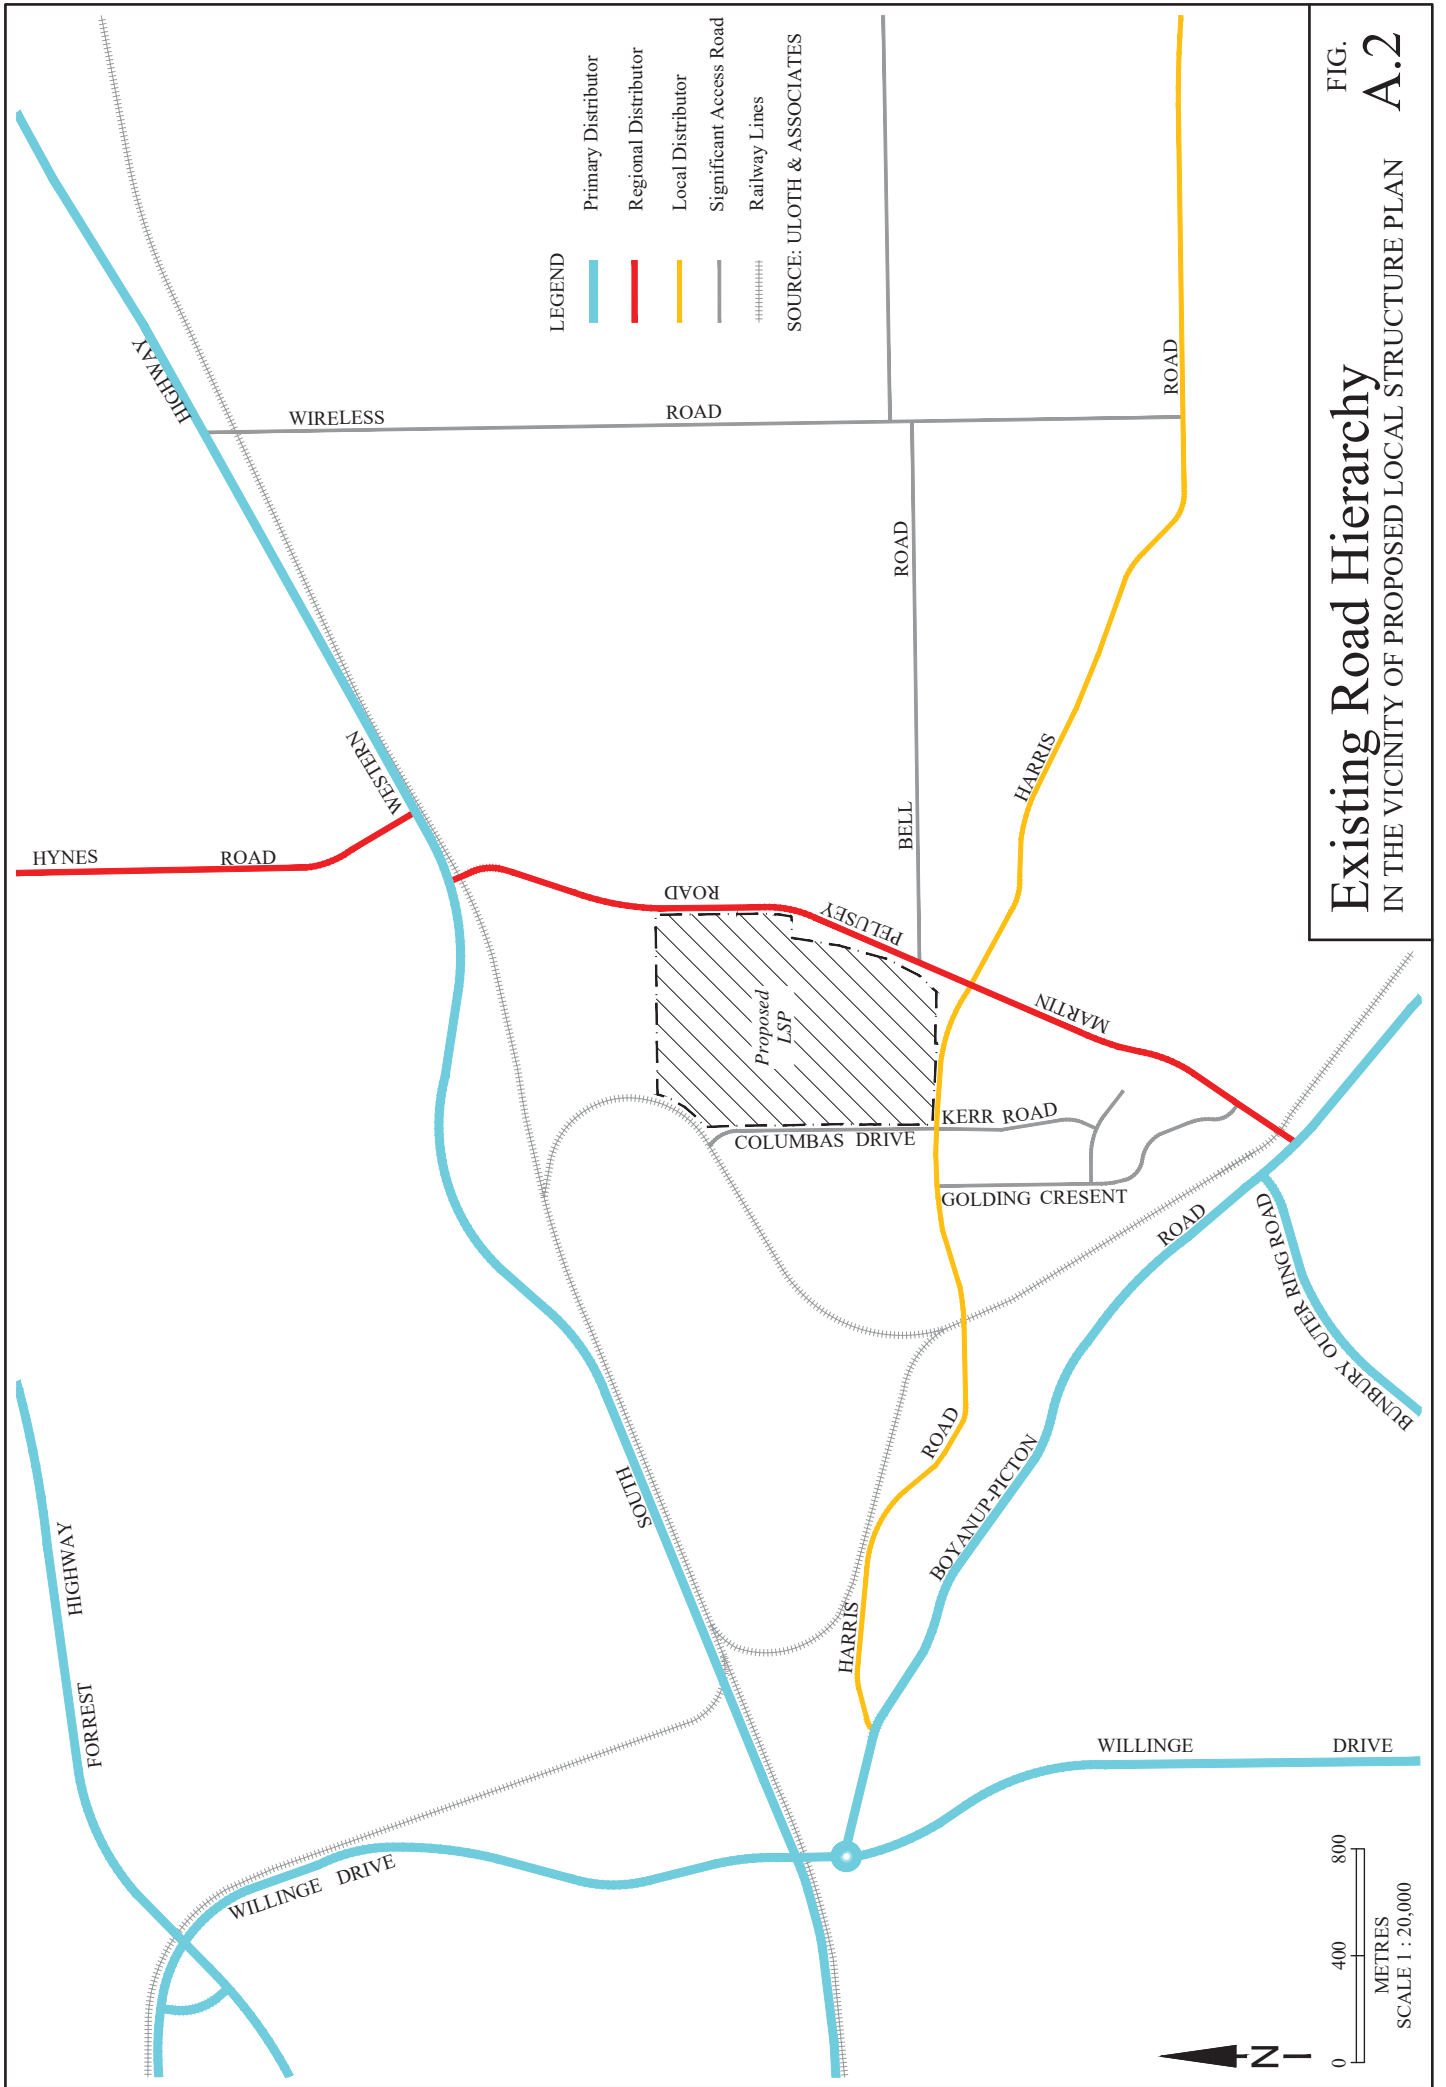 FORREST
HIGHWAY
WILLINGE DRIVE
HYNES
ROAD
HIGHWAY
WESTERN
SOUTH
WIRELESS
ROAD
ROAD
PELUSEY
MARTIN
BELL
ROAD
HARRIS
ROAD
Proposed
LSP
COLUMBAS DRIVE
KERR ROAD
GOLDING CRESENT
HARRIS
ROAD
BOYANUP-PICTON
ROAD
BUNBURY OUTER RING ROAD
WILLINGE
DRIVE
LEGEND
Primary Distributor
Regional Distributor
Local Distributor
Significant Access Road
Railway Lines
SOURCE: ULOTH & ASSOCIATES
N
0 400 800
METRES
SCALE 1 : 20,000
Existing Road Hierarchy
IN THE VICINITY OF PROPOSED LOCAL STRUCTURE PLAN
FIG.
A.2